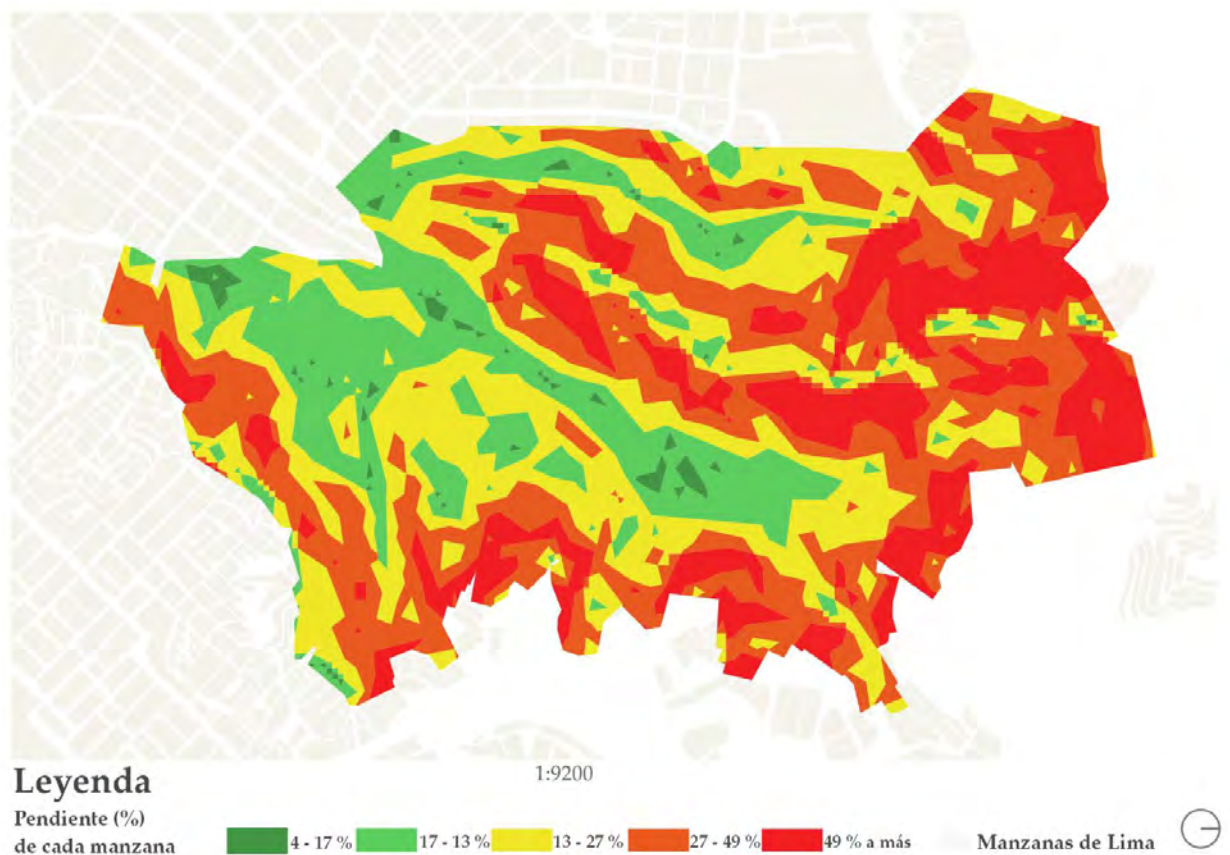 Leyenda
1:9200
Pendiente (%)
de cada manzana
4 - 17 %
17 - 13 %
13 - 27 %
27 - 49 %
49 % a más
Manzanas de Lima